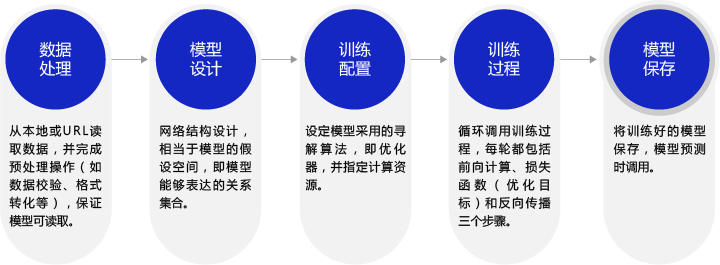 数据
处理
从本地或URL读
取数据，并完成
预处理操作（如
数据校验、格式
转化等），保证
模型可读取。
模型
设计
网络结构设计，
相当于模型的假
设空间，即模型
能够表达的关系
集合。
训练
配置
设定模型采用的寻
解算法，即优化
器，并指定计算资
源。
训练
过程
循环调用训练过
程，每轮都包括
前向计算、损失
函数（优化目
标）和反向传播
三个步骤。
模型
保存
将训练好的模型
保存，模型预测
时调用。